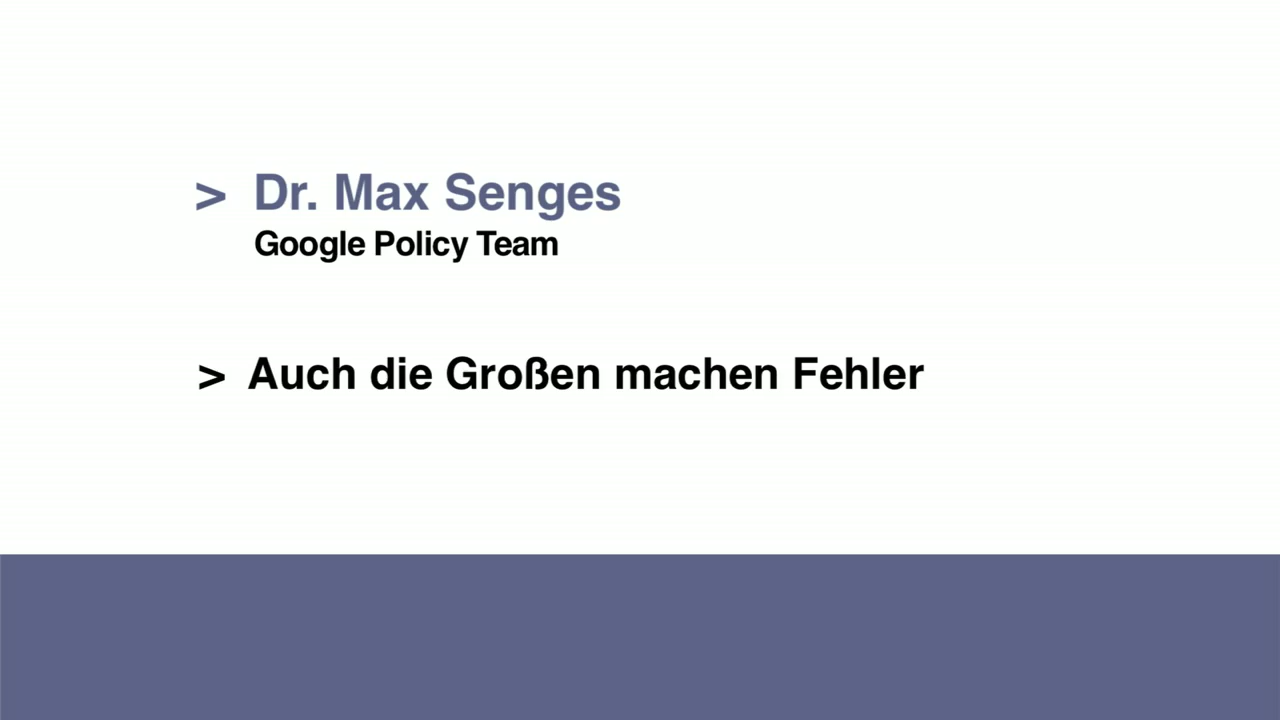 > Dr. Max Senges
Google Policy Team
> Auch die Großen machen Fehler